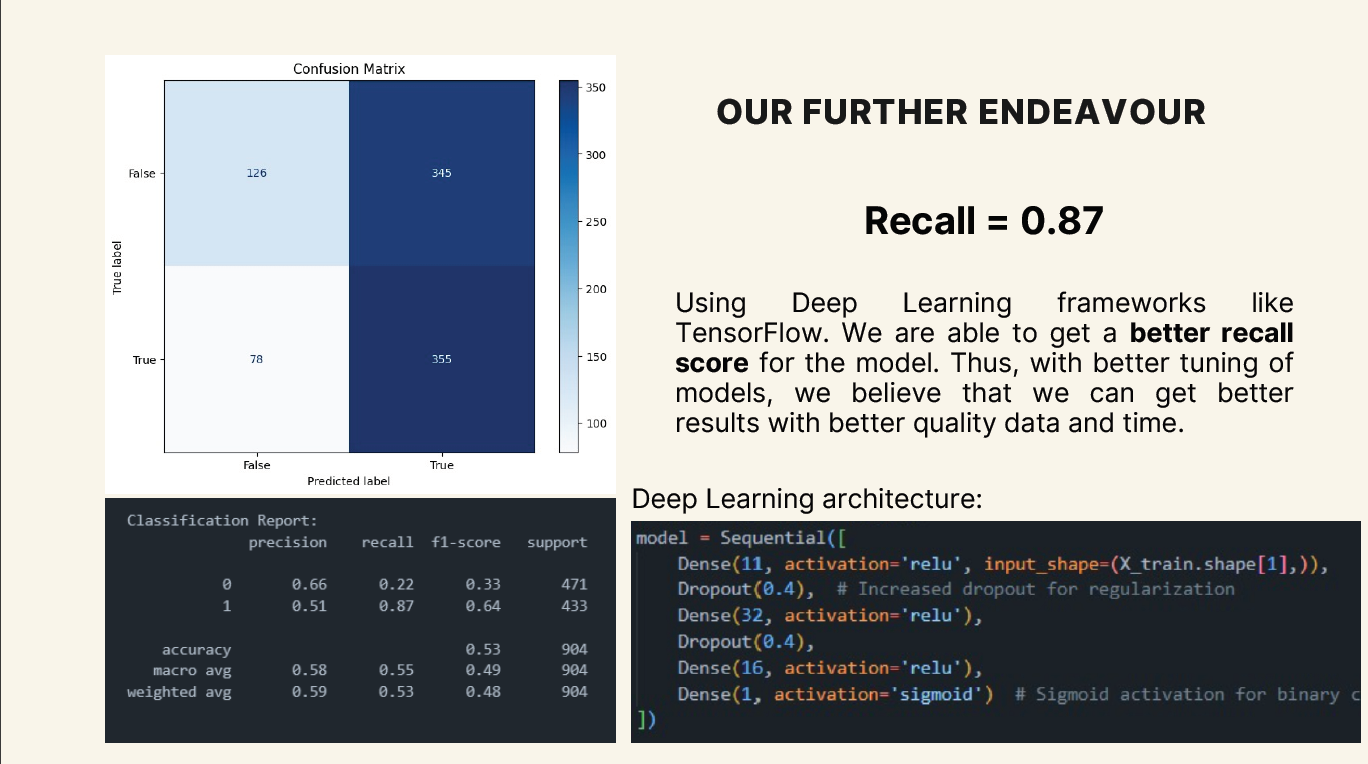 Confusion Matrix
350
300
250
200
150
100
False
True
True label
126 345
78 355
False True
Predicted label
Classification Report:
precision recall f1-score support
0 0.66 0.22 0.33 471
1 0.51 0.87 0.64 433
accuracy 0.53 904
macro avg 0.58 0.55 0.49 904
weighted avg 0.59 0.53 0.48 904
OUR FURTHER ENDEAVOUR
Recall = 0.87
Using Deep Learning frameworks like
TensorFlow. We are able to get a better recall
score for the model. Thus, with better tuning of
models, we believe that we can get better
results with better quality data and time.
Deep Learning architecture:
model = Sequential([
Dense(11, activation='relu', input_shape=(X_train.shape[1],)),
Dropout(0.4), # Increased dropout for regularization
Dense(32, activation='relu'),
Dropout(0.4),
Dense(16, activation='relu'),
Dense(1, activation='sigmoid') # Sigmoid activation for binary c
])